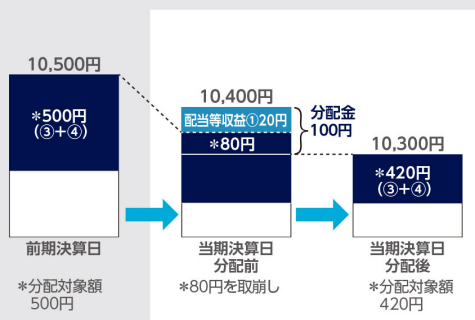 10,500円
*500円
(③+④)
前期決算日
*分配対象額
500円
10,400円
配当等収益①20円
*80円
分配金
100円
当期決算日
分配前
*80円を取崩し
10,300円
*420円
(③+④)
当期決算日
分配後
*分配対象額
420円